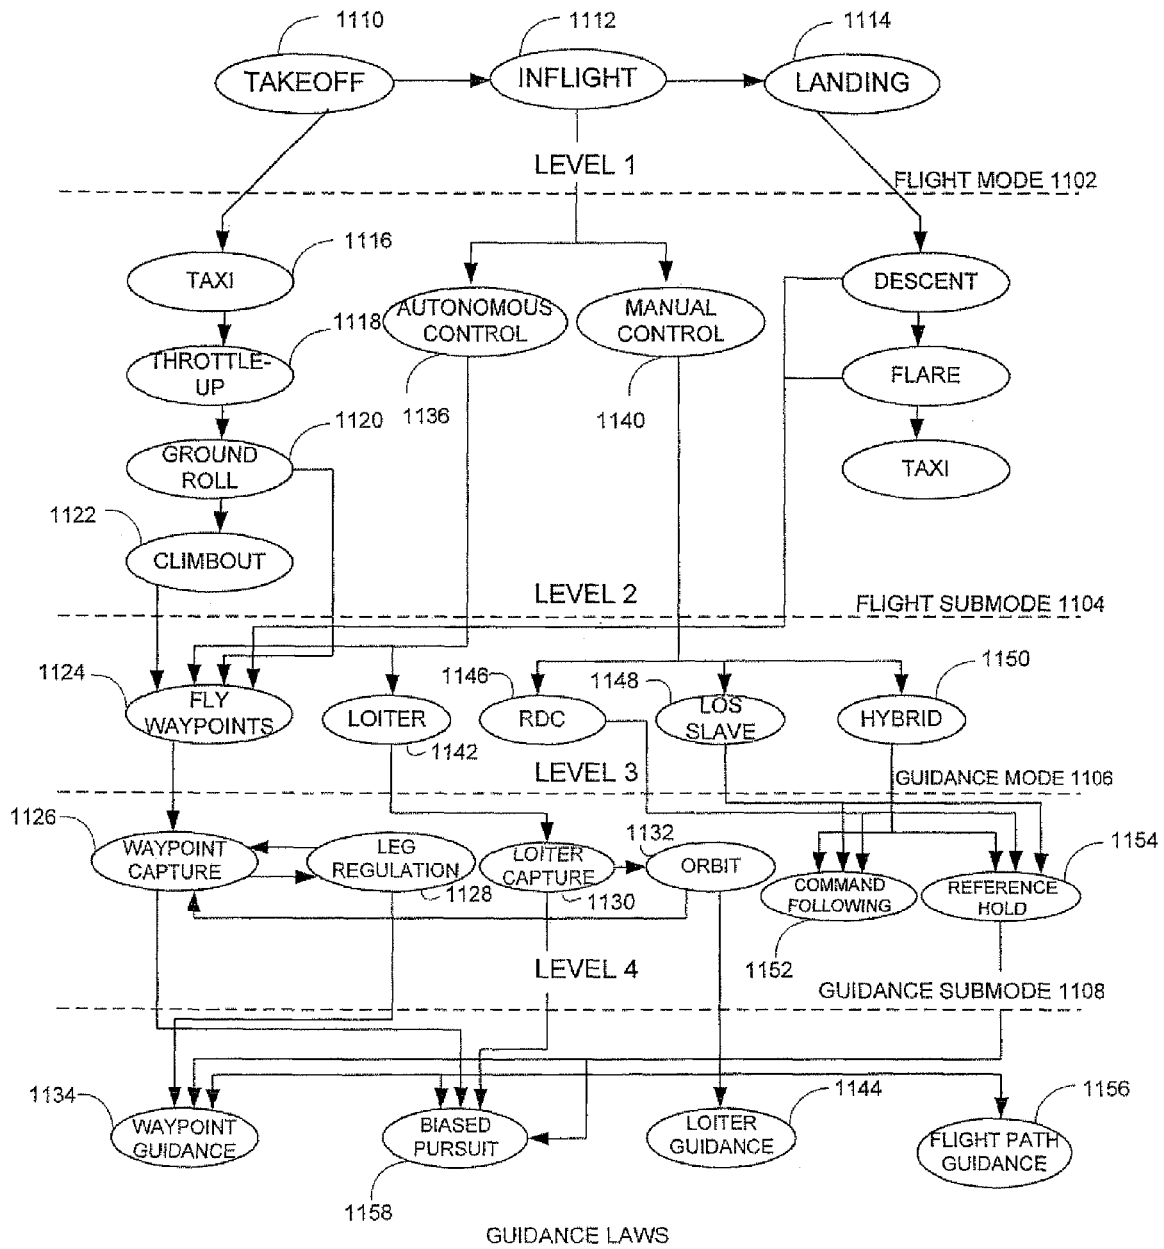 1110
1112
1114
TAKEOFF
INFLIGHT
LANDING
LEVEL 1
FLIGHT MODE 1102
1116
TAXI
AUTONOMOUS
CONTROL
MANUAL
CONTROL
DESCENT
1118
THROTTLE-
UP
1136
1140
FLARE
1120
GROUND
ROLL
TAXI
1122
CLIMBOUT
LEVEL 2
FLIGHT SUBMODE 1104
1124
FLY
WAYPOINTS
LOITER
1142
1146
RDC
1148
LOS
SLAVE
1150
HYBRID
LEVEL 3
GUIDANCE MODE 1106
1126
WAYPOINT
CAPTURE
LEG
REGULATION
1128
LOITER
CAPTURE
1130
1132
ORBIT
COMMAND
FOLLOWING
1152
1154
REFERENCE
HOLD
LEVEL 4
GUIDANCE SUBMODE 1108
1134
WAYPOINT
GUIDANCE
BIASED
PURSUIT
1158
1144
LOITER
GUIDANCE
1156
FLIGHT PATH
GUIDANCE
GUIDANCE LAWS